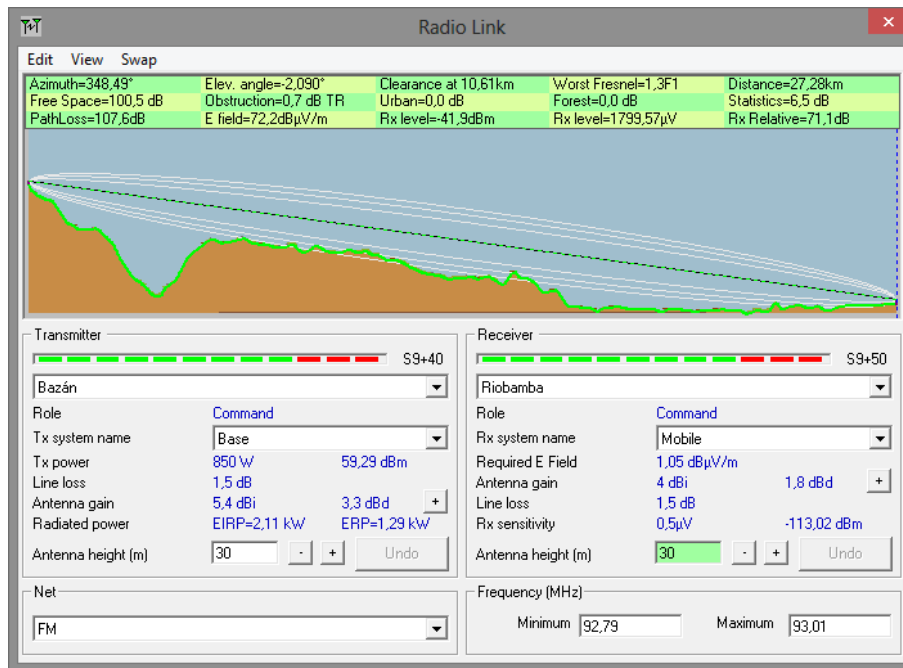 Radio Link
Edit View Swap
Azimuth=348,49° Elev. angle=-2,090° Clearance at 10,61km Worst Fresnel=1,3F1 Distance=27,28km
Free Space=100,5 dB Obstruction=0,7 dB TR Urban=0,0 dB Forest=0,0 dB Statistics=6,5 dB
PathLoss=107,6dB E field=72,2dBµV/m Rx level=-41,9dBm Rx level=1799,57µV Rx Relative=71,1dB
Transmitter
S9+40
Bazán
Role Command
Tx system name Base
Tx power 850 W 59,29 dBm
Line loss 1,5 dB
Antenna gain 5,4 dBi 3,3 dBd +
Radiated power EIRP=2,11 kW ERP=1,29 kW
Antenna height (m) 30 - + Undo
Receiver
S9+50
Riobamba
Role Command
Rx system name Mobile
Required E Field 1,05 dBµV/m
Antenna gain 4 dBi 1,8 dBd +
Line loss 1,5 dB
Rx sensitivity 0,5µV -113,02 dBm
Antenna height (m) 30 - + Undo
Net
FM
Frequency (MHz)
Minimum 92,79 Maximum 93,01